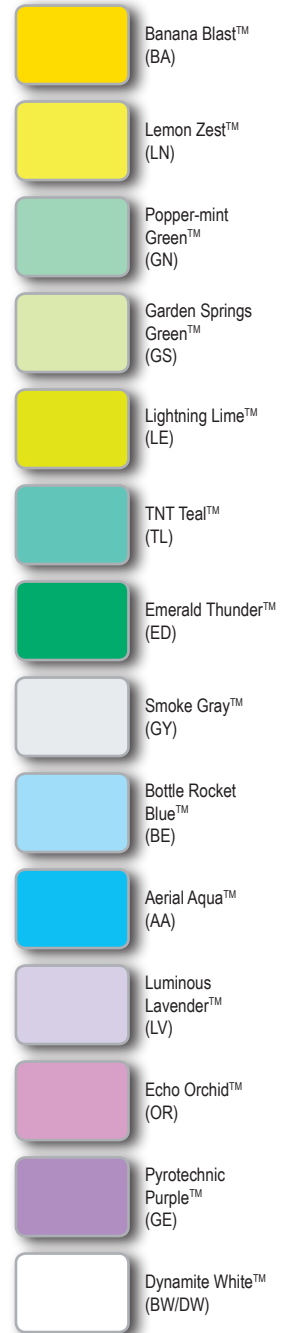 Banana Blast™
(BA)
Lemon Zest™
(LN)
Popper-mint
Green™
(GN)
Garden Springs
Green™
(GS)
Lightning Lime™
(LE)
TNT Teal™
(TL)
Emerald Thunder™
(ED)
Smoke Gray™
(GY)
Bottle Rocket
Blue™
(BE)
Aerial Aqua™
(AA)
Luminous
Lavender™
(LV)
Echo Orchid™
(OR)
Pyrotechnic
Purple™
(GE)
Dynamite White™
(BW/DW)